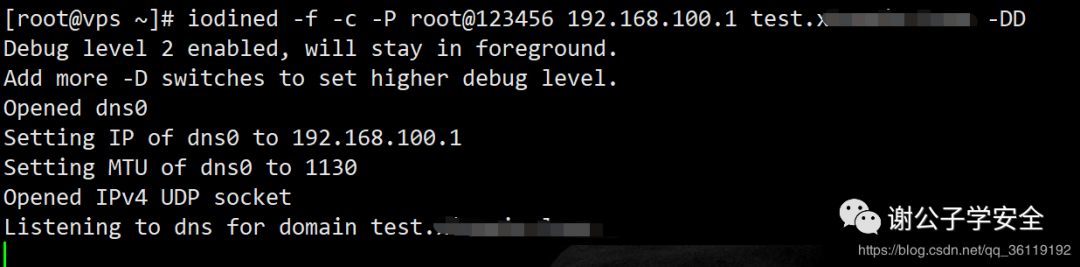 [root@vps ~]# iodined -f -c -P root@123456 192.168.100.1 test. -DD
Debug level 2 enabled, will stay in foreground.
Add more -D switches to set higher debug level.
Opened dns0
Setting IP of dns0 to 192.168.100.1
Setting MTU of dns0 to 1130
Opened IPv4 UDP socket
Listening to dns for domain test.
谢公子学安全
https://blog.csdn.net/qq_36119192